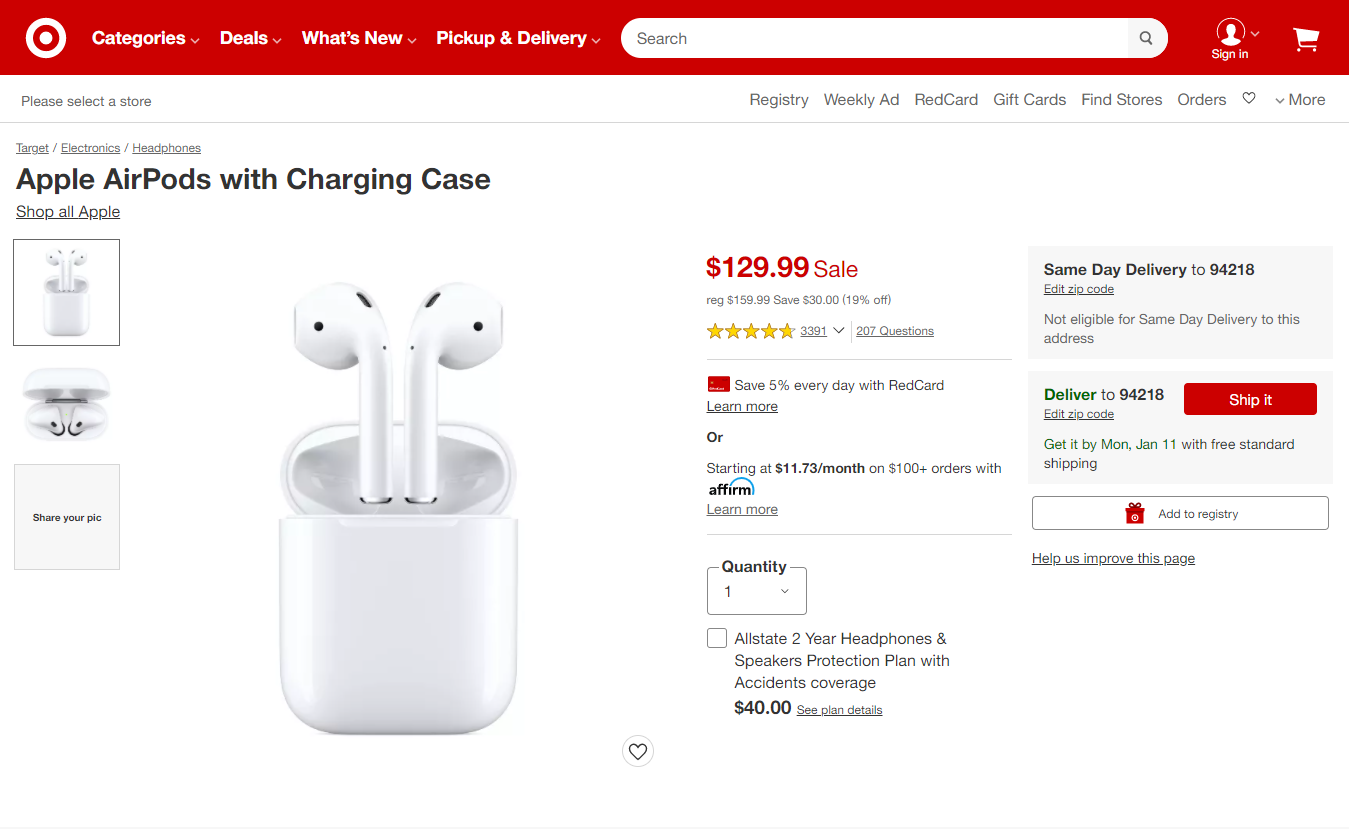 Categories Deals What's New Pickup & Delivery Search Sign in
Please select a store Registry Weekly Ad RedCard Gift Cards Find Stores Orders More
Target / Electronics / Headphones
Apple AirPods with Charging Case
Shop all Apple
Share your pic
$129.99 Sale
reg $159.99 Save $30.00 (19% off)
3391 207 Questions
Save 5% every day with RedCard
Learn more
Or
Starting at $11.73/month on $100+ orders with
affirm
Learn more
Quantity
1
Allstate 2 Year Headphones &
Speakers Protection Plan with
Accidents coverage
$40.00 See plan details
Same Day Delivery to 94218
Edit zip code
Not eligible for Same Day Delivery to this
address
Deliver to 94218 Ship it
Edit zip code
Get it by Mon, Jan 11 with free standard
shipping
Add to registry
Help us improve this page